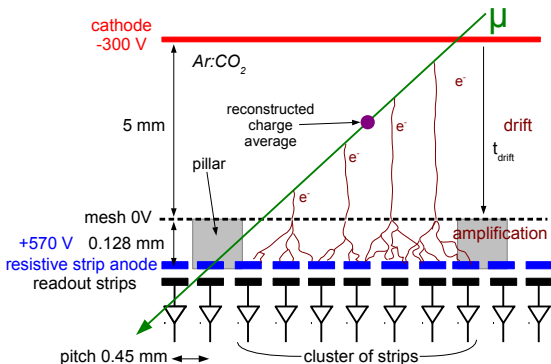 cathode
-300 V
μ
Ar:CO2
e-
reconstructed
charge
average
5 mm
drift
tdrift
e-
e-
pillar
e-
mesh 0V
+570 V 0.128 mm
amplification
resistive strip anode
readout strips
pitch 0.45 mm
cluster of strips